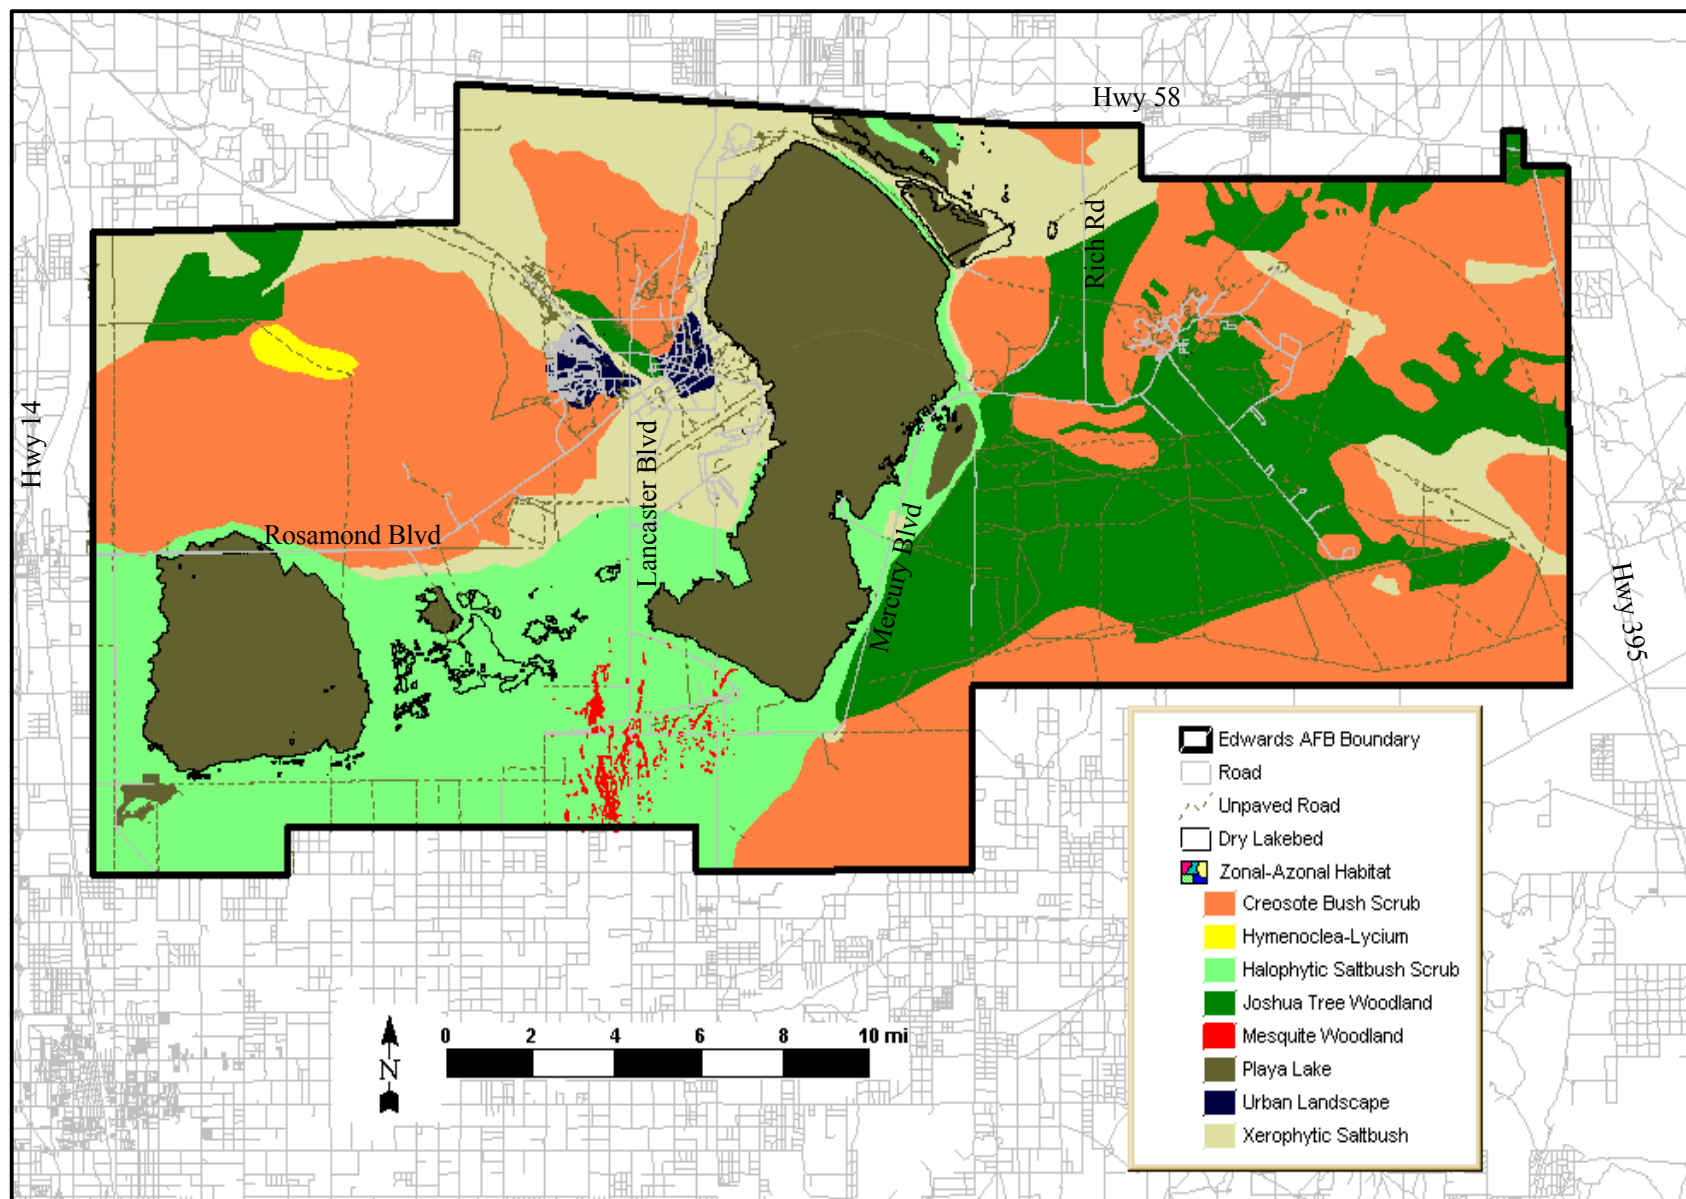 Hwy 58
Rich Rd
Hwy 14
Lancaster Blvd
Rosamond Blvd
Mercury Blvd
Hwy 395
Edwards AFB Boundary
Road
Unpaved Road
Dry Lakebed
Zonal-Azonal Habitat
Creosote Bush Scrub
Hymenoclea-Lycium
Halophytic Saltbush Scrub
Joshua Tree Woodland
Mesquite Woodland
Playa Lake
Urban Landscape
Xerophytic Saltbush
0 2 4 6 8 10 mi
N